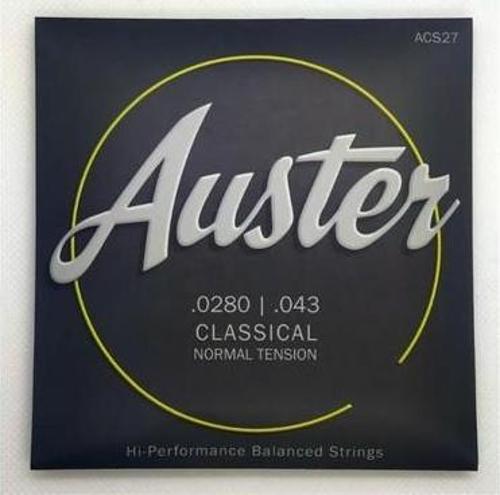 ACS27
Auster
.0280 | .043
CLASSICAL
NORMAL TENSION
Hi-Performance Balanced Strings